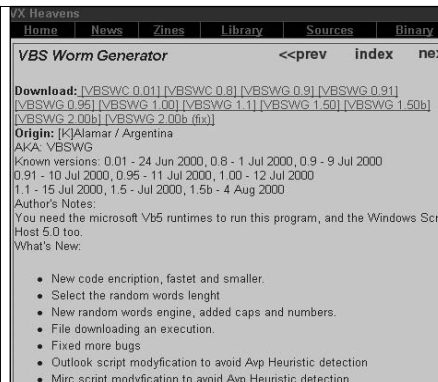 VX Heavens
Home News Zines Library Sources Binary
VBS Worm Generator <<prev index
Download: [VBSWC 0.01] [VBSWC 0.8] [VBSWG 0.9] [VBSWG 0.91]
[VBSWG 0.95] [VBSWG 1.00] [VBSWG 1.1] [VBSWG 1.50] [VBSWG 1.50b]
[VBSWG 2.00b] [VBSWG 2.00b (fix)]
Origin: [K]Alamar / Argentina
AKA: VBSWG
Known versions: 0.01 - 24 Jun 2000, 0.8 - 1 Jul 2000, 0.9 - 9 Jul 2000
0.91 - 10 Jul 2000, 0.95 - 11 Jul 2000, 1.00 - 12 Jul 2000
1.1 - 15 Jul 2000, 1.5 - Jul 2000, 1.5b - 4 Aug 2000
Author's Notes:
You need the microsoft Vb5 runtimes to run this program, and the Windows Scr
Host 5.0 too.
What's New:
• New code encription, fastet and smaller.
• Select the random words lenght
• New random words engine, added caps and numbers.
• File downloading an execution.
• Fixed more bugs
• Outlook script modyfication to avoid Avp Heuristic detection
• Mirc script modyfication to avoid Avp Heuristic detection